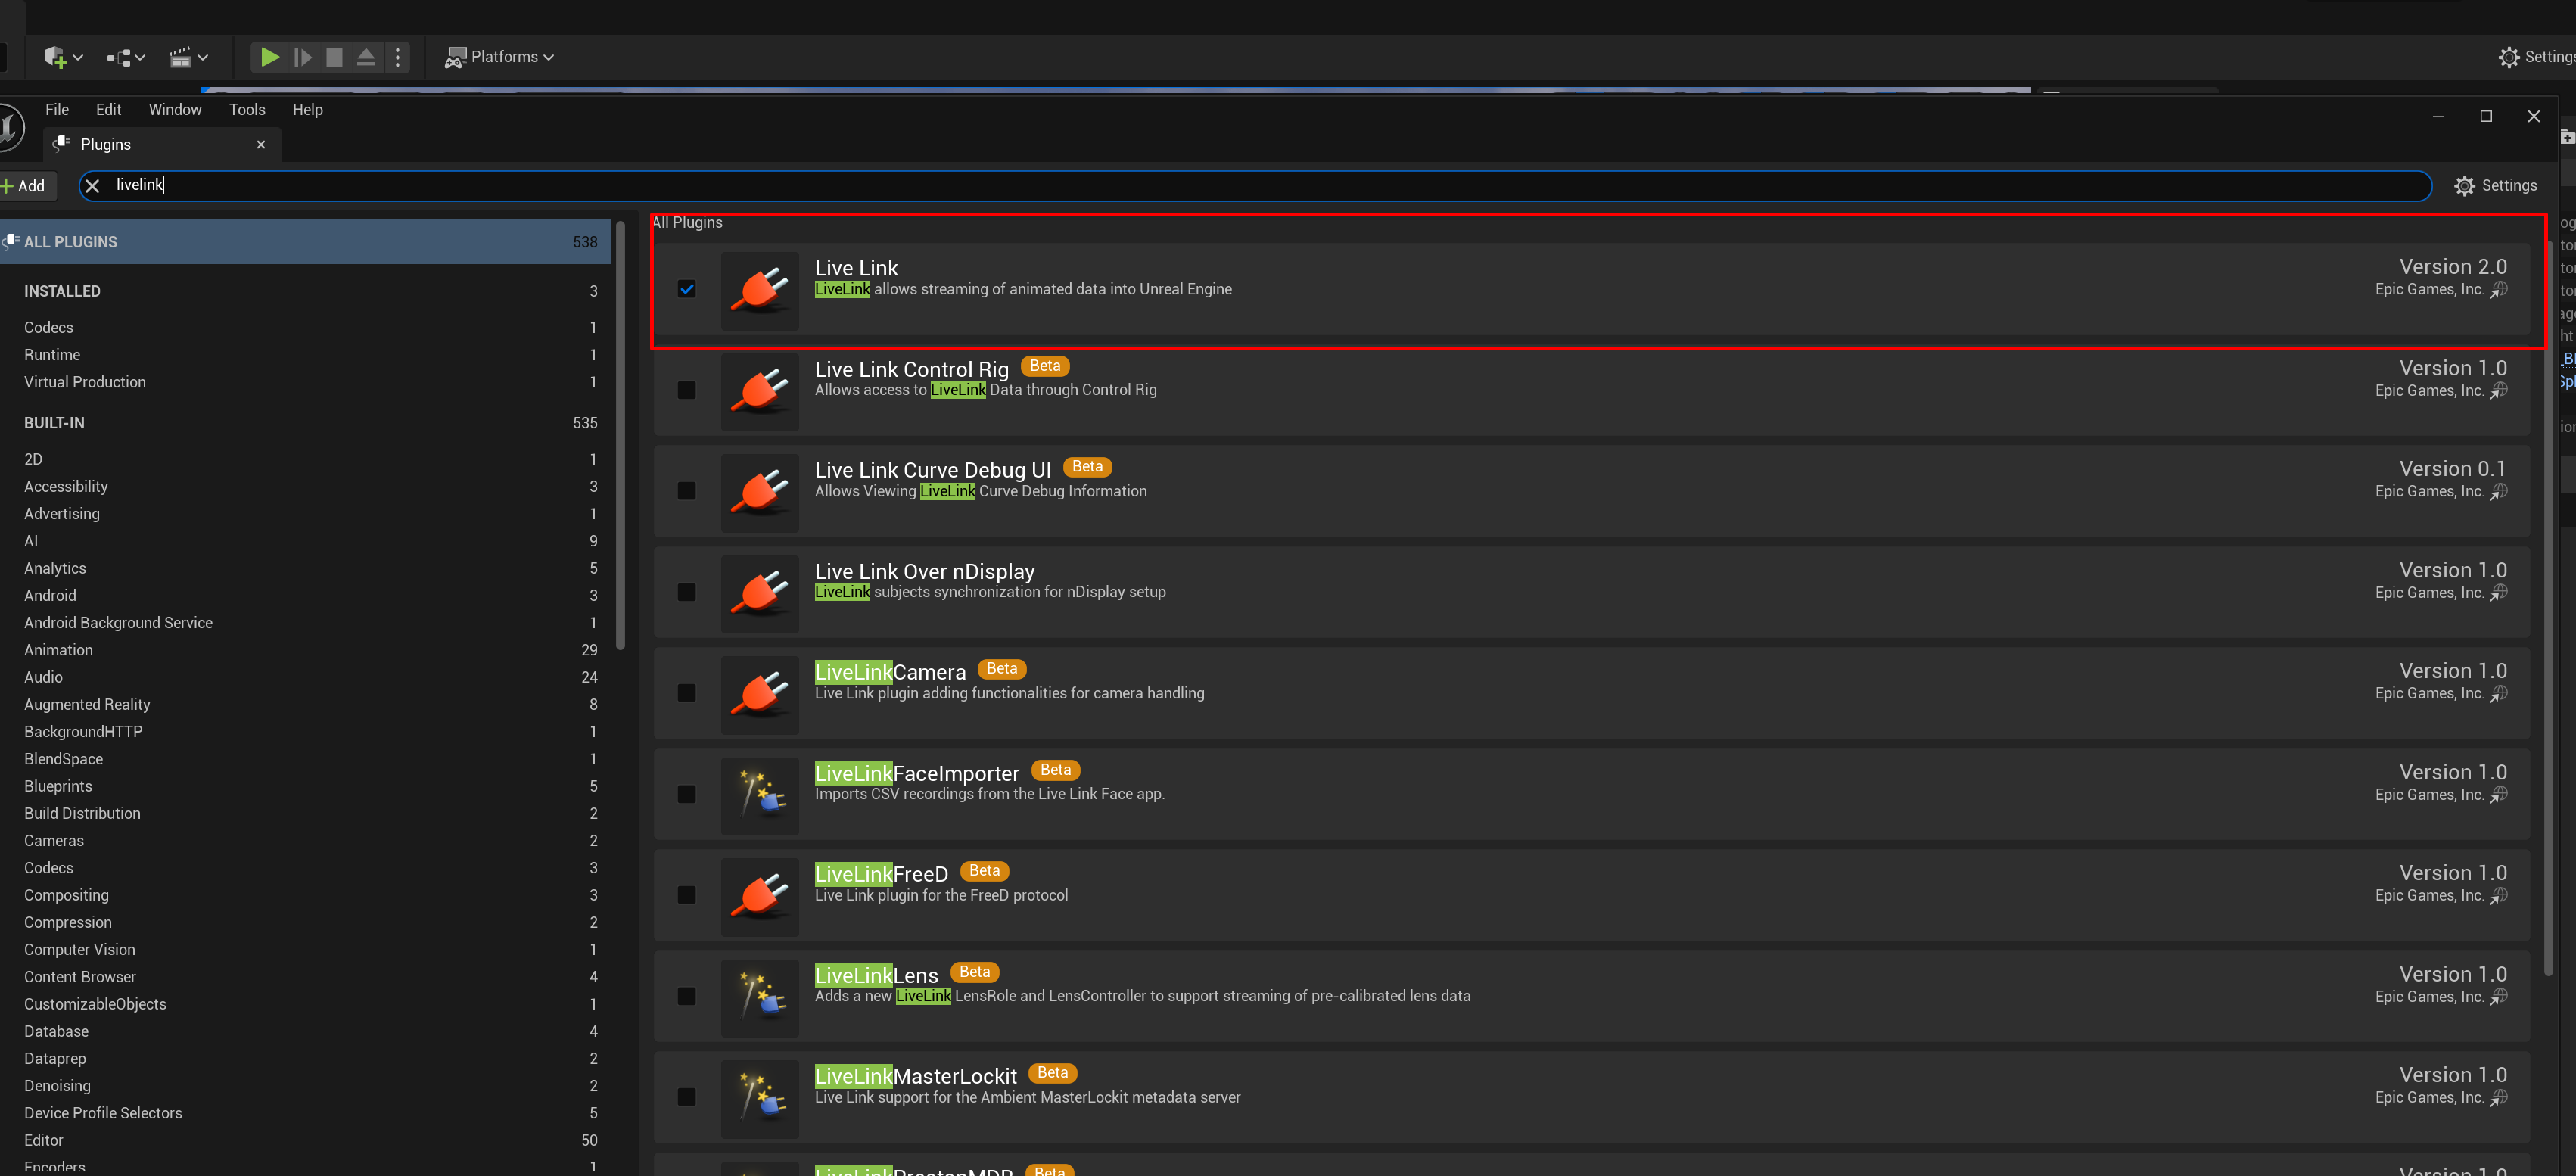 Platforms
Settings
File Edit Window Tools Help
Plugins
Add
livelink
Settings
ALL PLUGINS 538
INSTALLED 3
Codecs 1
Runtime 1
Virtual Production 1
BUILT-IN 535
2D 1
Accessibility 3
Advertising 1
AI 9
Analytics 5
Android 3
Android Background Service 1
Animation 29
Audio 24
Augmented Reality 8
BackgroundHTTP 1
BlendSpace 1
Blueprints 5
Build Distribution 2
Cameras 2
Codecs 3
Compositing 3
Compression 2
Computer Vision 1
Content Browser 4
CustomizableObjects 1
Database 4
Dataprep 2
Denoising 2
Device Profile Selectors 5
Editor 50
Encoders 1
All Plugins
Live Link Version 2.0
LiveLink allows streaming of animated data into Unreal Engine Epic Games, Inc.
Live Link Control Rig Beta Version 1.0
Allows access to LiveLink Data through Control Rig Epic Games, Inc.
Live Link Curve Debug UI Beta Version 0.1
Allows Viewing LiveLink Curve Debug Information Epic Games, Inc.
Live Link Over nDisplay Version 1.0
LiveLink subjects synchronization for nDisplay setup Epic Games, Inc.
LiveLinkCamera Beta Version 1.0
Live Link plugin adding functionalities for camera handling Epic Games, Inc.
LiveLinkFaceImporter Beta Version 1.0
Imports CSV recordings from the Live Link Face app. Epic Games, Inc.
LiveLinkFreeD Beta Version 1.0
Live Link plugin for the FreeD protocol Epic Games, Inc.
LiveLinkLens Beta Version 1.0
Adds a new LiveLink LensRole and LensController to support streaming of pre-calibrated lens data Epic Games, Inc.
LiveLinkMasterLockit Beta Version 1.0
Live Link support for the Ambient MasterLockit metadata server Epic Games, Inc.
LiveLinkPrestonMDR Beta Version 1.0